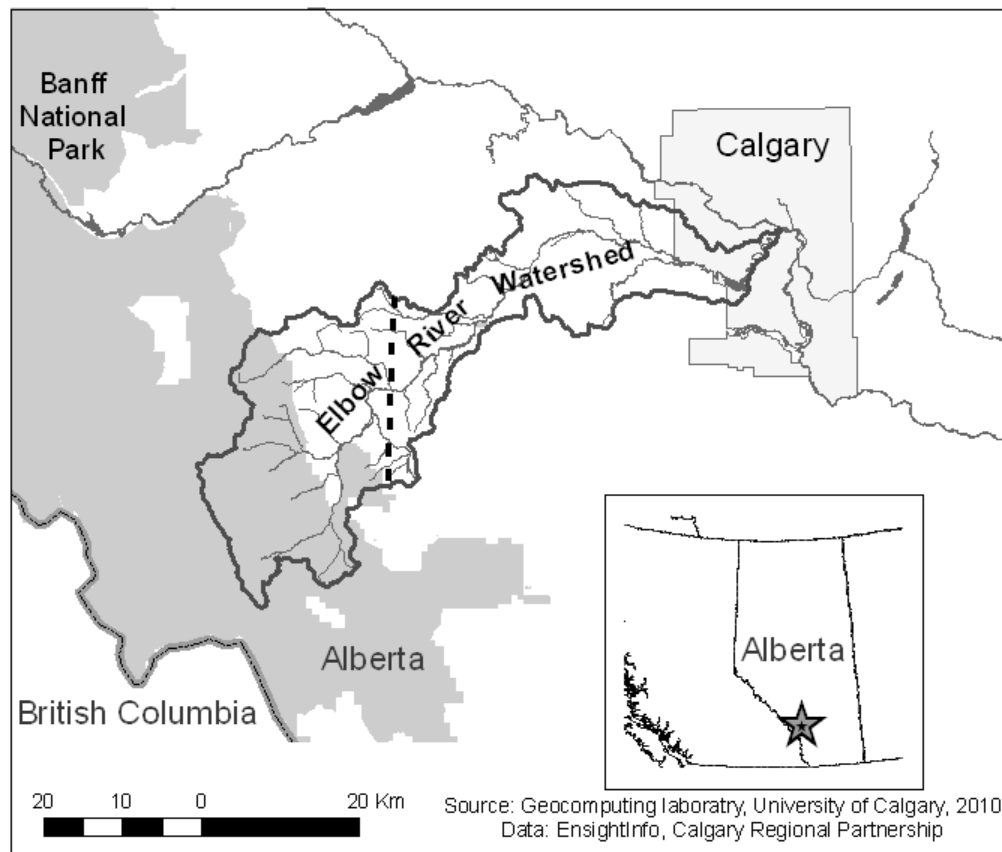 Banff
National
Park
Calgary
Elbow River Watershed
Alberta
British Columbia
Alberta
20 10 0 20 Km
Source: Geocomputing laboratry, University of Calgary, 2010
Data: EnsightInfo, Calgary Regional Partnership